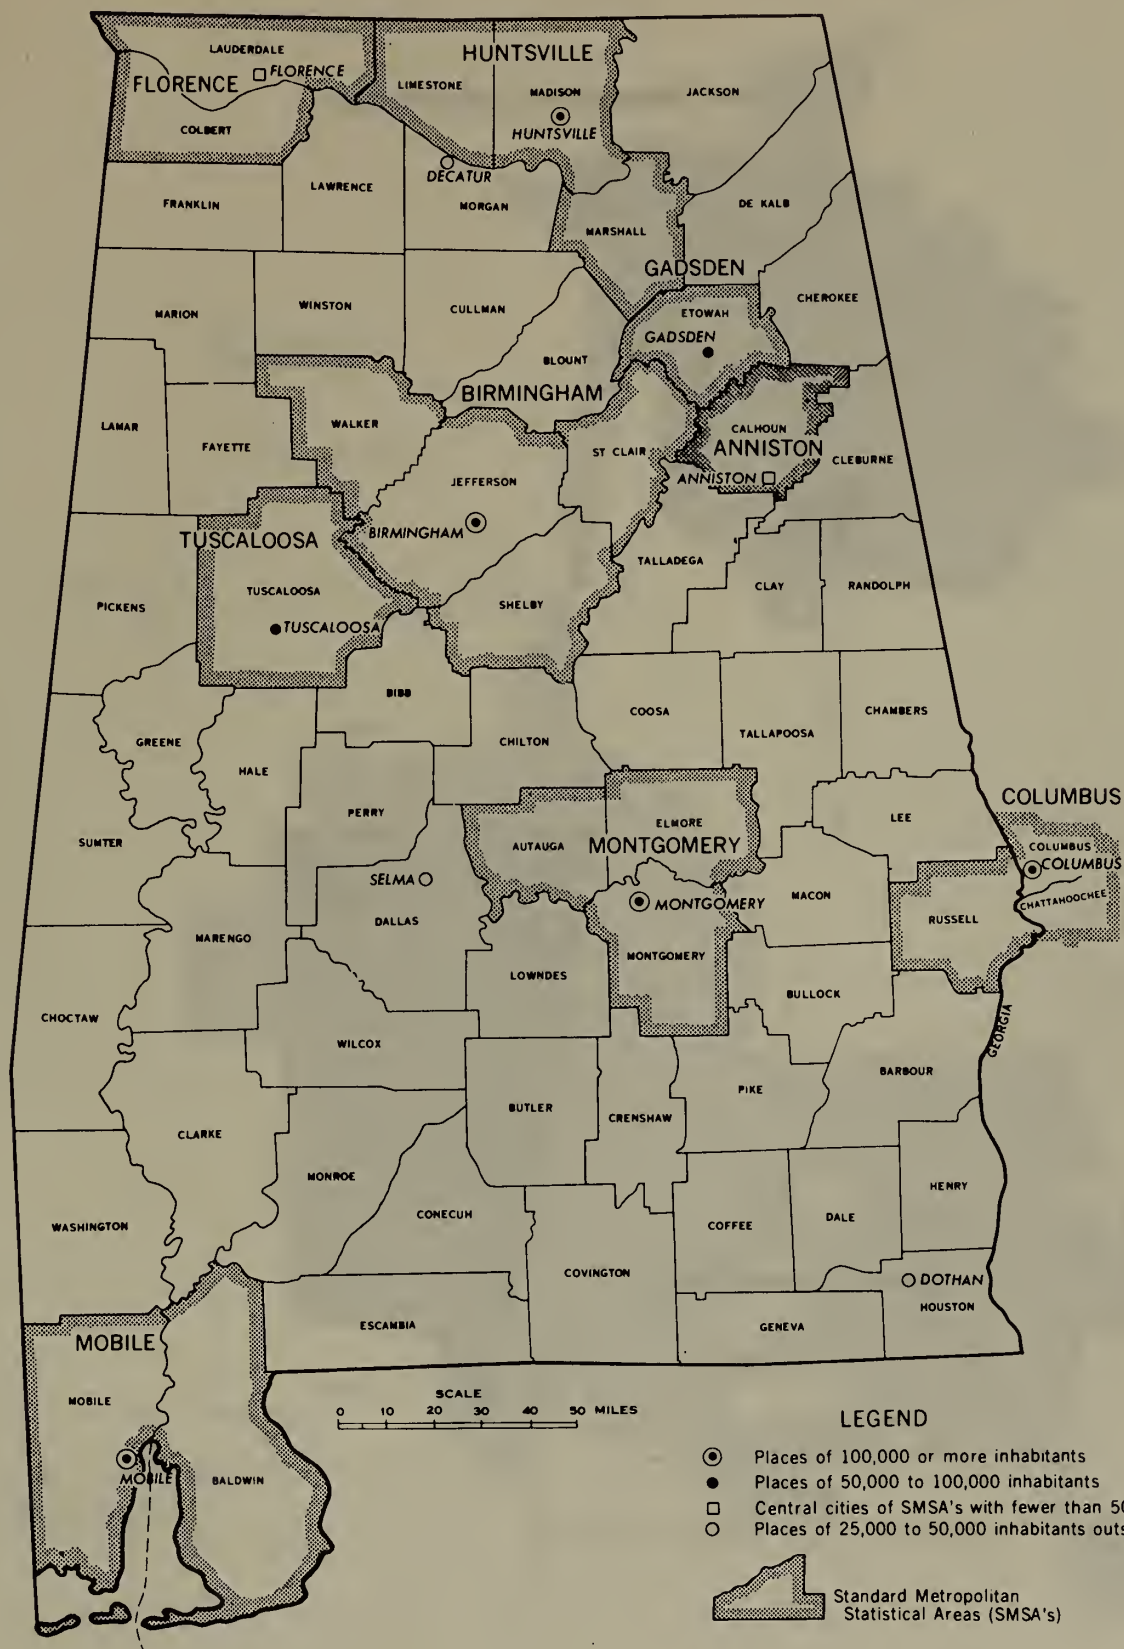 LAUDERDALE
FLORENCE
FLORENCE
COLBERT
LIMESTONE
HUNTSVILLE
MADISON
HUNTSVILLE
JACKSON
DECATUR
FRANKLIN
LAWRENCE
MORGAN
MARSHALL
DE KALB
GADSDEN
MARION
WINSTON
CULLMAN
ETOWAH
GADSDEN
CHEROKEE
BLOUNT
BIRMINGHAM
LAMAR
FAYETTE
WALKER
JEFFERSON
BIRMINGHAM
ST CLAIR
CALHOUN
ANNISTON
ANNISTON
CLEBURNE
TUSCALOOSA
TUSCALOOSA
TUSCALOOSA
PICKENS
SHELBY
TALLADEGA
CLAY
RANDOLPH
BIBB
GREENE
HALE
CHILTON
COOSA
TALLAPOOSA
CHAMBERS
SUMTER
PERRY
AUTAUGA
ELMORE
MONTGOMERY
LEE
COLUMBUS
COLUMBUS
COLUMBUS
CHATTAHOOCHEE
SELMA
DALLAS
MONTGOMERY
MACON
RUSSELL
MARENGO
LOWNDES
MONTGOMERY
BULLOCK
CHOCTAW
WILCOX
GEORGIA
BARBOUR
CLARKE
BUTLER
CRENSHAW
PIKE
WASHINGTON
MONROE
CONECUH
COFFEE
DALE
HENRY
COVINGTON
DOTHAN
HOUSTON
ESCAMBIA
GENEVA
MOBILE
MOBILE
MOBILE
BALDWIN
SCALE
0 10 20 30 40 50 MILES
LEGEND
Places of 100,000 or more inhabitants
Places of 50,000 to 100,000 inhabitants
Central cities of SMSA's with fewer than
Places of 25,000 to 50,000 inhabitants
Standard Metropolitan
Statistical Areas (SMSA's)